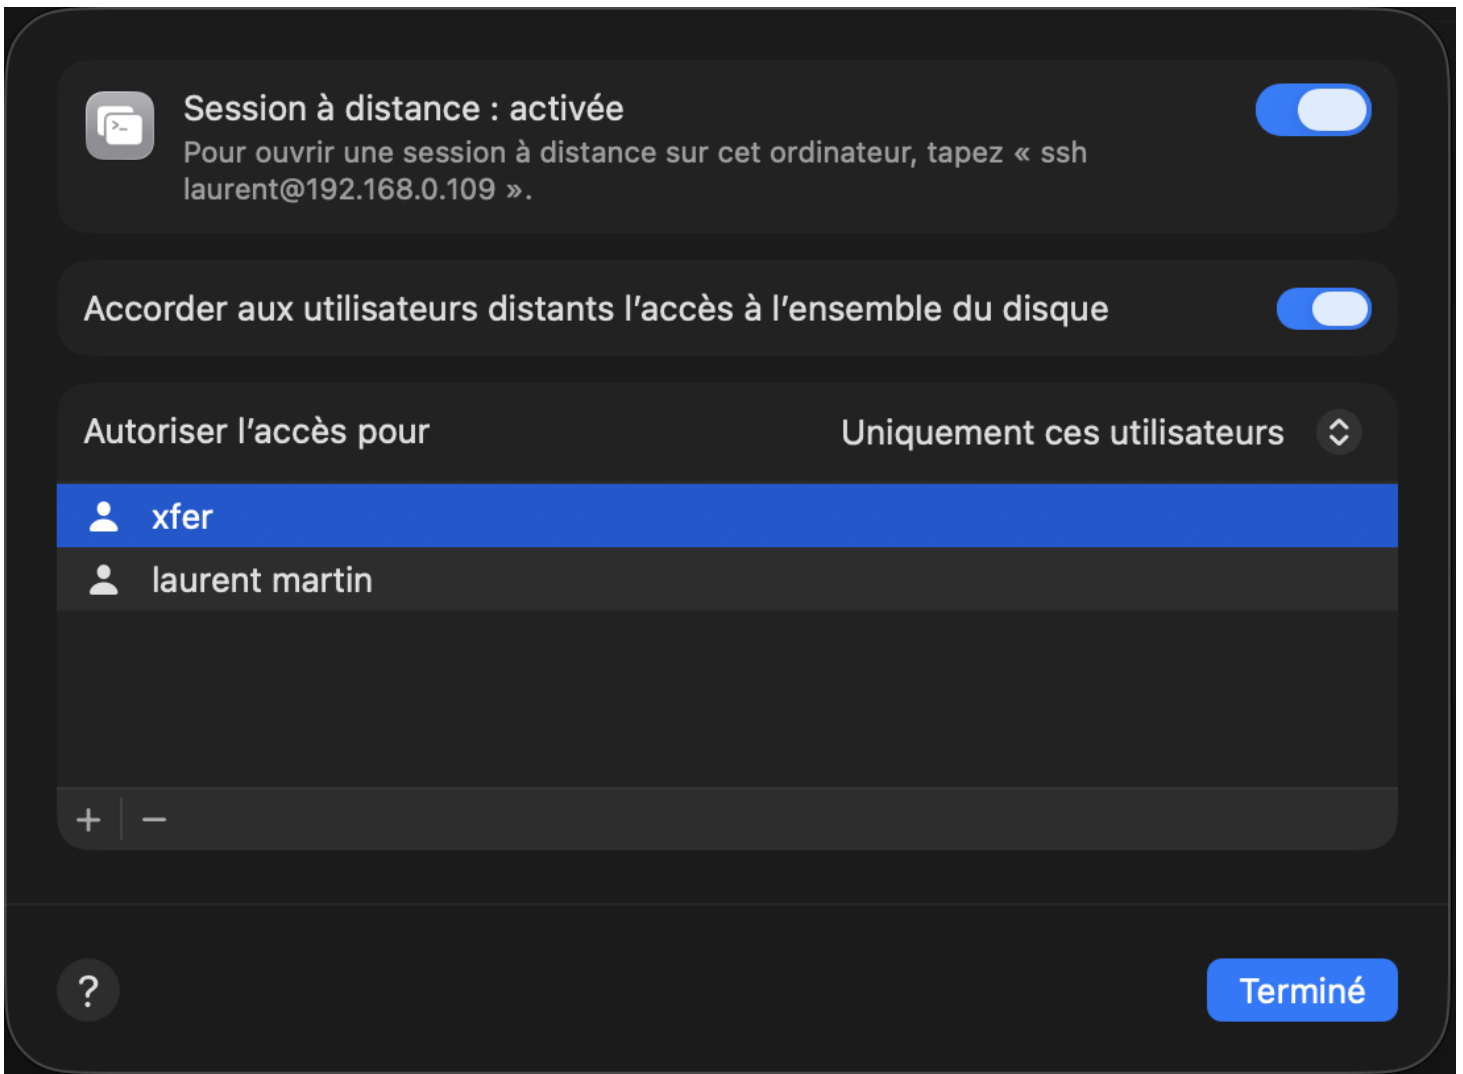 Session à distance : activée
Pour ouvrir une session à distance sur cet ordinateur, tapez « ssh
laurent@192.168.0.109 ».
Accorder aux utilisateurs distants l’accès à l’ensemble du disque
Autoriser l’accès pour
Uniquement ces utilisateurs
xfer
laurent martin
+ −
?
Terminé